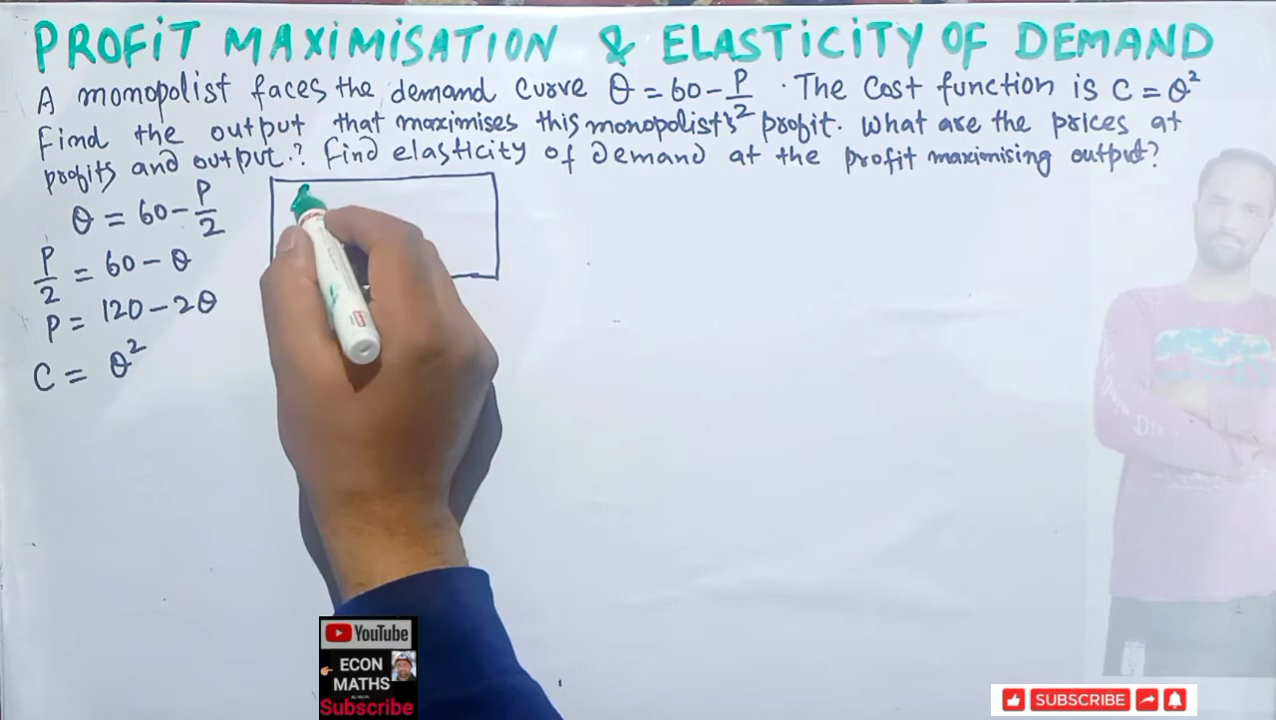 PROFIT MAXIMISATION & ELASTICITY OF DEMAND
A monopolist faces the demand curve Q = 60 - P/2 . The cost function is C = Q²
Find the output that maximises this monopolist's profit. What are the prices at
profits and output.? Find elasticity of demand at the profit maximising output?
Q = 60 - P/2
P/2 = 60 - Q
P = 120 - 2Q
C = Q²
YouTube
ECON
MATHS
Subscribe
SUBSCRIBE